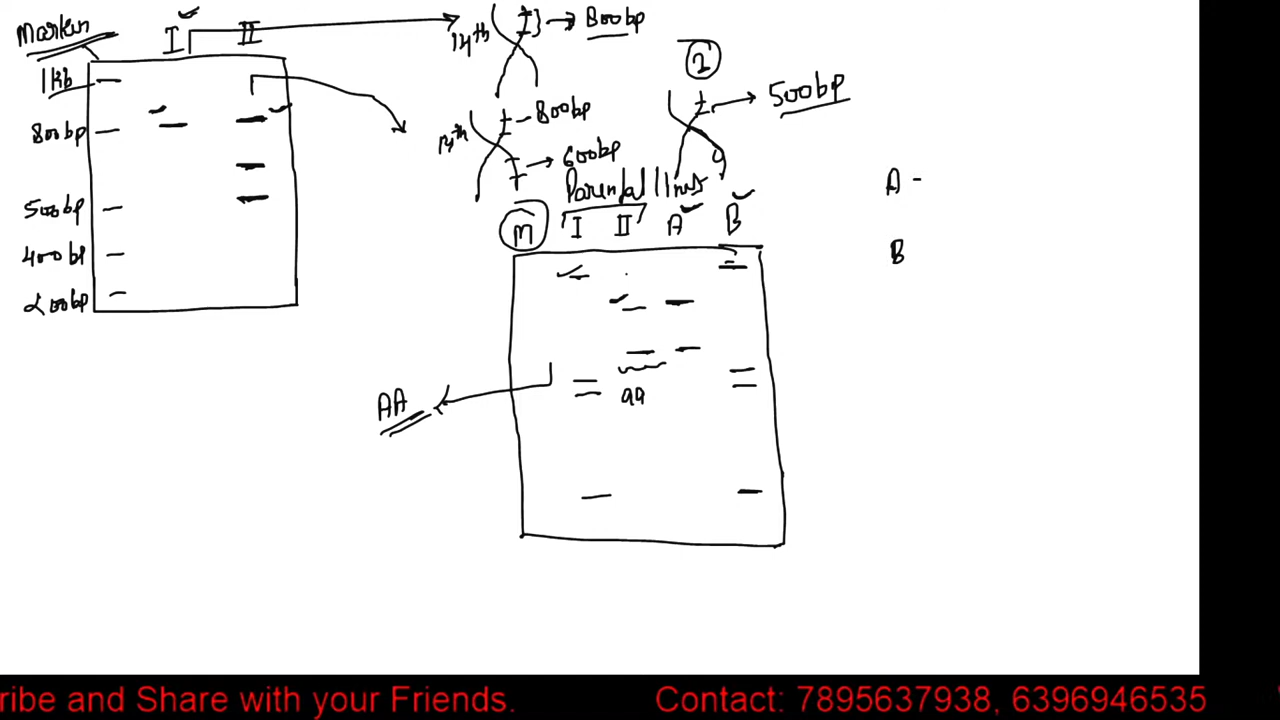 Marker
I II
1kb
800bp
500bp
400bp
200bp
14th
800bp
14th
800bp
600bp
2
500bp
Parental lines
M I II A B
AA
aa
A -
B
ribe and Share with your Friends. Contact: 7895637938, 6396946535